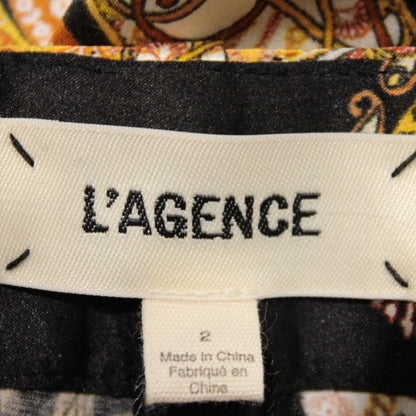 L'AGENCE
2
Made in China
Fabriqué en
Chine